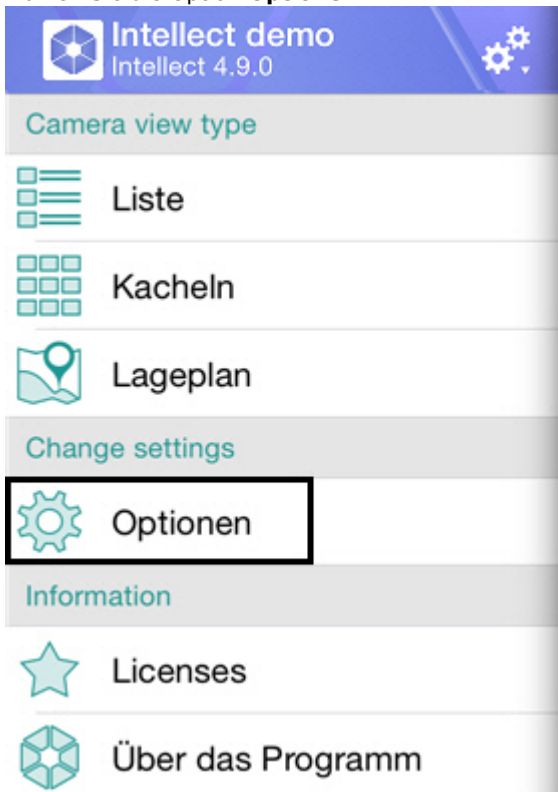 Intellect demo
Intellect 4.9.0
Camera view type
Liste
Kacheln
Lageplan
Change settings
Optionen
Information
Licenses
Über das Programm